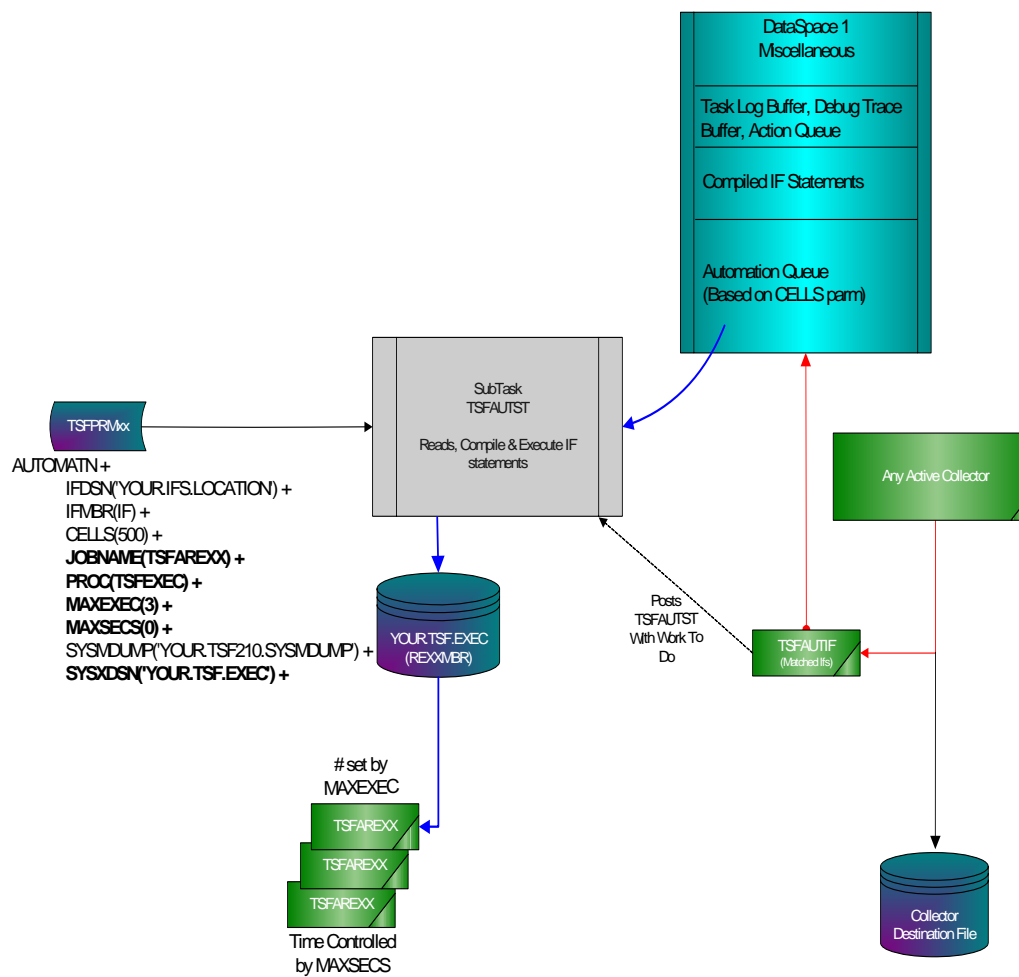 DataSpace 1
Miscellaneous
Task Log Buffer, Debug Trace
Buffer, Action Queue
Compiled IF Statements
Automation Queue
(Based on CELLS parm)
SubTask
TSFAUTST
Reads, Compile & Execute IF
statements
TSFPRMxx
AUTOMATN +
IFDSN('YOUR.IFS.LOCATION') +
IFMBR(IF) +
CELLS(500) +
JOBNAME(TSFAREXX) +
PROC(TSFEXEC) +
MAXEXEC(3) +
MAXSECS(0) +
SYSMDUMP('YOUR.TSF210.SYSMDUMP') +
SYSXDSN('YOUR.TSF.EXEC') +
Any Active Collector
YOUR.TSF.EXEC
(REXXMBR)
Posts
TSFAUTST
With Work To
Do
TSFAUTIF
(Matched Ifs)
# set by
MAXEXEC
TSFAREXX
TSFAREXX
TSFAREXX
Time Controlled
by MAXSECS
Collector
Destination File